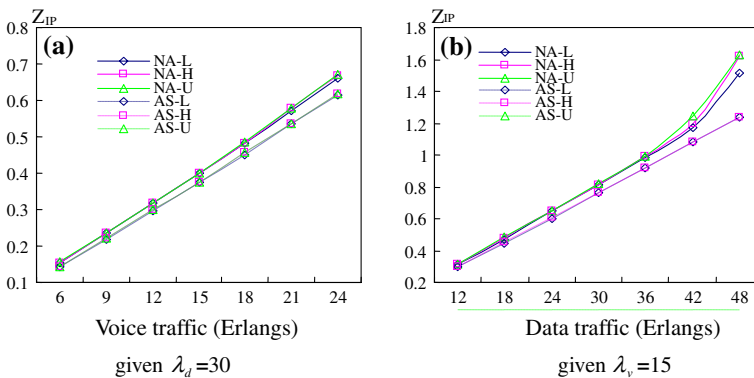 Z_IP
(a)
NA-L
NA-H
NA-U
AS-L
AS-H
AS-U
0.8
0.7
0.6
0.5
0.4
0.3
0.2
0.1
6 9 12 15 18 21 24
Voice traffic (Erlangs)
given λ_d =30
Z_IP
(b)
NA-L
NA-H
NA-U
AS-L
AS-H
AS-U
1.8
1.6
1.4
1.2
1
0.8
0.6
0.4
0.2
12 18 24 30 36 42 48
Data traffic (Erlangs)
given λ_v =15